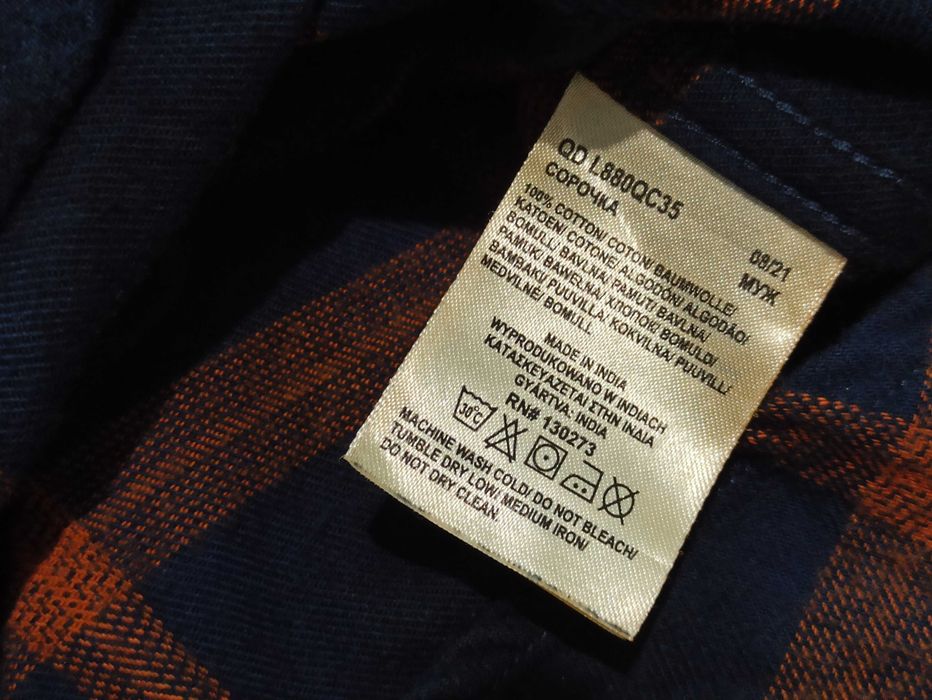 QD L880QC35
СОРОЧКА
08/21
МУЖ
100% COTTON/ COTON/ BAUMWOLLE/
KATOEN/ COTONE/ ALGODÓN/ ALGODÃO/
BOMULL/ BAVLNA/ PAMUT/ BAVLNA/
PAMUK/ BAWEŁNA/ ХЛОПОК/ BOMULD/
BAMBAKI/ PUUVILLA/ KOKVILNA/ PUUVILL/
MEDVILNE/ BOMULL
MADE IN INDIA
WYPRODUKOWANO W INDIACH
ΚΑΤΑΣΚΕΥΑΖΕΤΑΙ ΣΤΗΝ ΙΝΔΙΑ
GYÁRTVA: INDIA
RN# 130273
30°C
MACHINE WASH COLD/ DO NOT BLEACH/
TUMBLE DRY LOW/ MEDIUM IRON/
DO NOT DRY CLEAN.